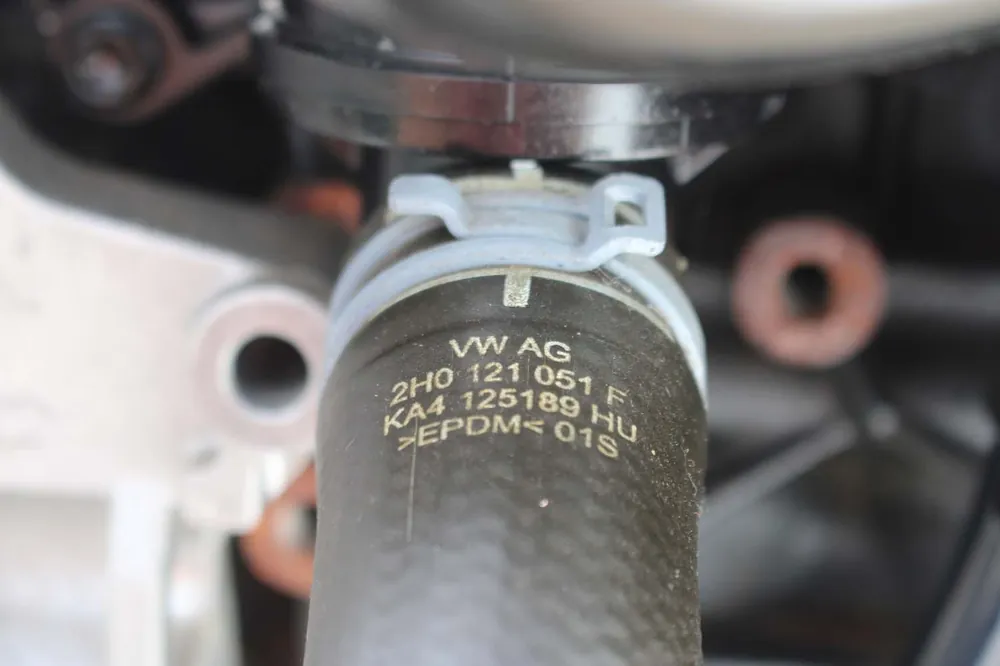 VW AG
2H0 121 051 F
KA4 125189 HU
>EPDM< 01S